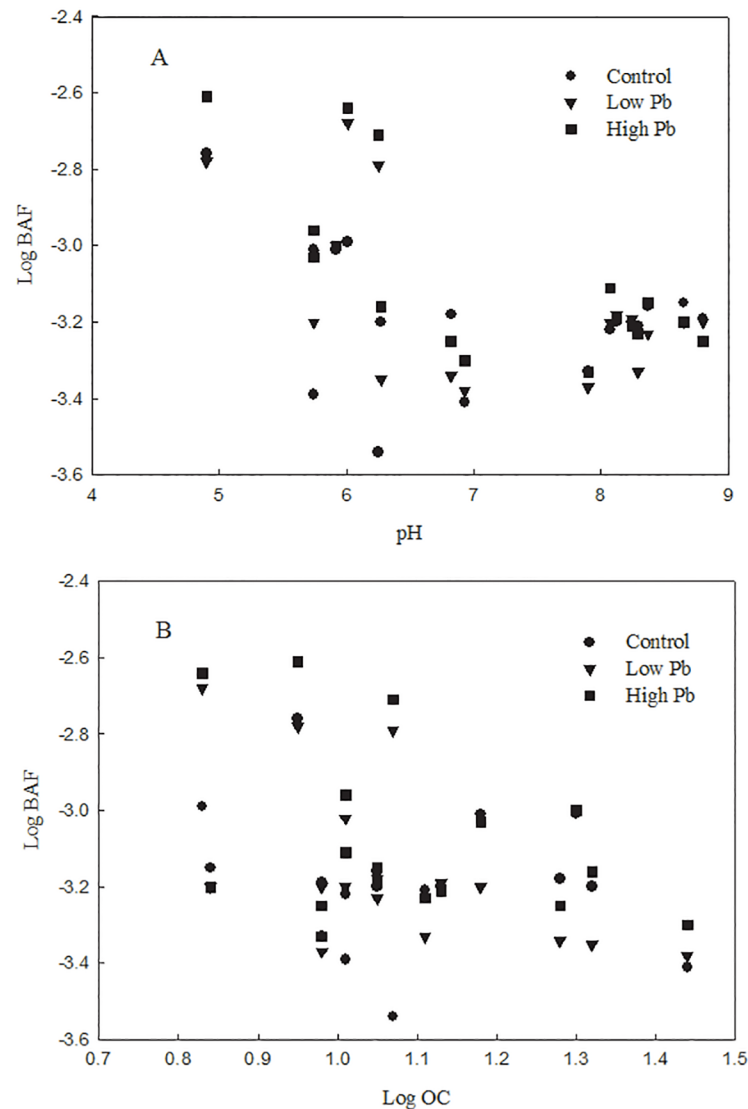 A
Control
Low Pb
High Pb
Log BAF
-2.4
-2.6
-2.8
-3.0
-3.2
-3.4
-3.6
4 5 6 7 8 9
pH
B
Control
Low Pb
High Pb
Log BAF
-2.4
-2.6
-2.8
-3.0
-3.2
-3.4
-3.6
0.7 0.8 0.9 1.0 1.1 1.2 1.3 1.4 1.5
Log OC